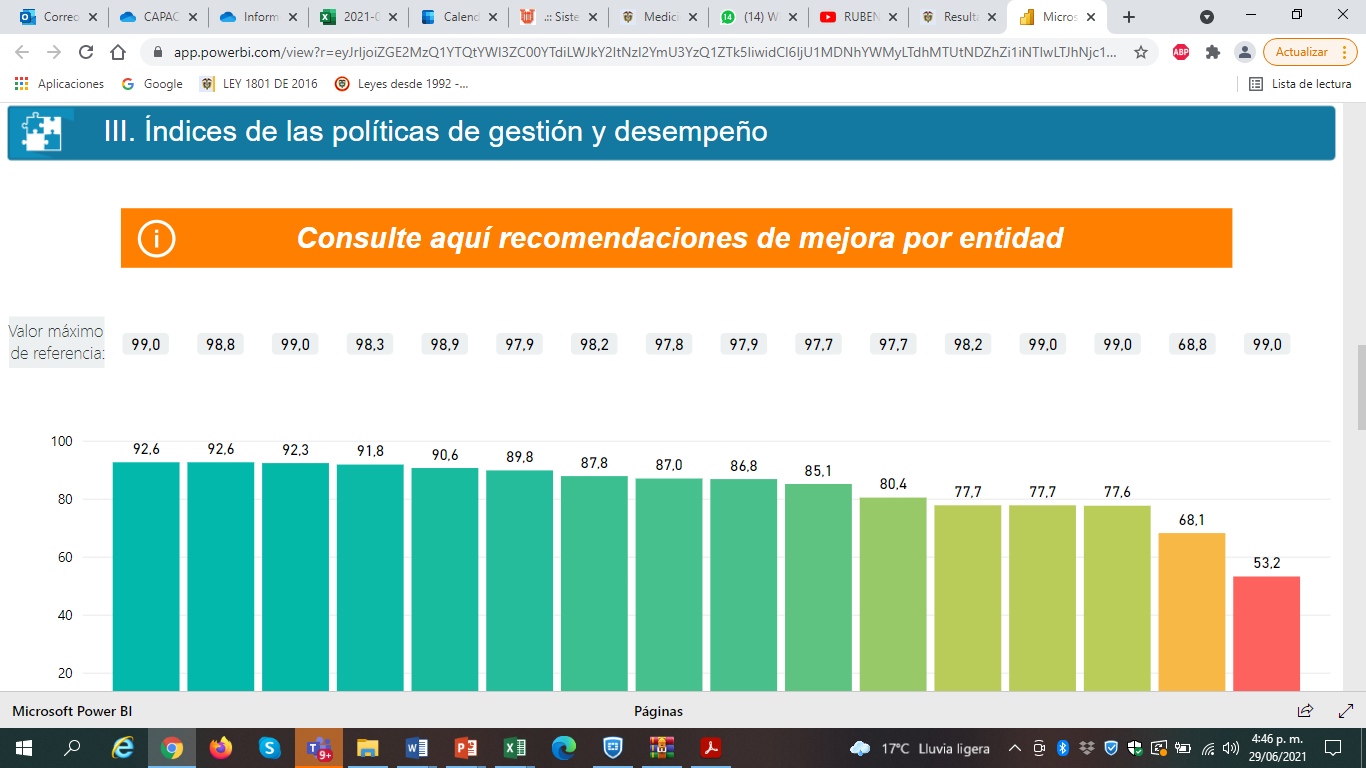 Correo
CAPAC
Inform
2021-0
Calend
.:: Siste
Medici
(14) W
RUBEN
Result
Micros
app.powerbi.com/view?r=
ABP
Actualizar
Aplicaciones
Google
LEY 1801 DE 2016
Leyes desde 1992 -...
Lista de lectura
III. Índices de las políticas de gestión y desempeño
Consulte aquí recomendaciones de mejora por entidad
Valor máximo
de referencia:
99,0 98,8 99,0 98,3 98,9 97,9 98,2 97,8 97,9 97,7 97,7 98,2 99,0 99,0 68,8 99,0
100
92,6 92,6 92,3 91,8 90,6 89,8 87,8 87,0 86,8 85,1 80,4 77,7 77,7 77,6 68,1 53,2
80
60
40
20
Microsoft Power BI
Páginas
9+
17°C Lluvia ligera
4:46 p. m.
29/06/2021